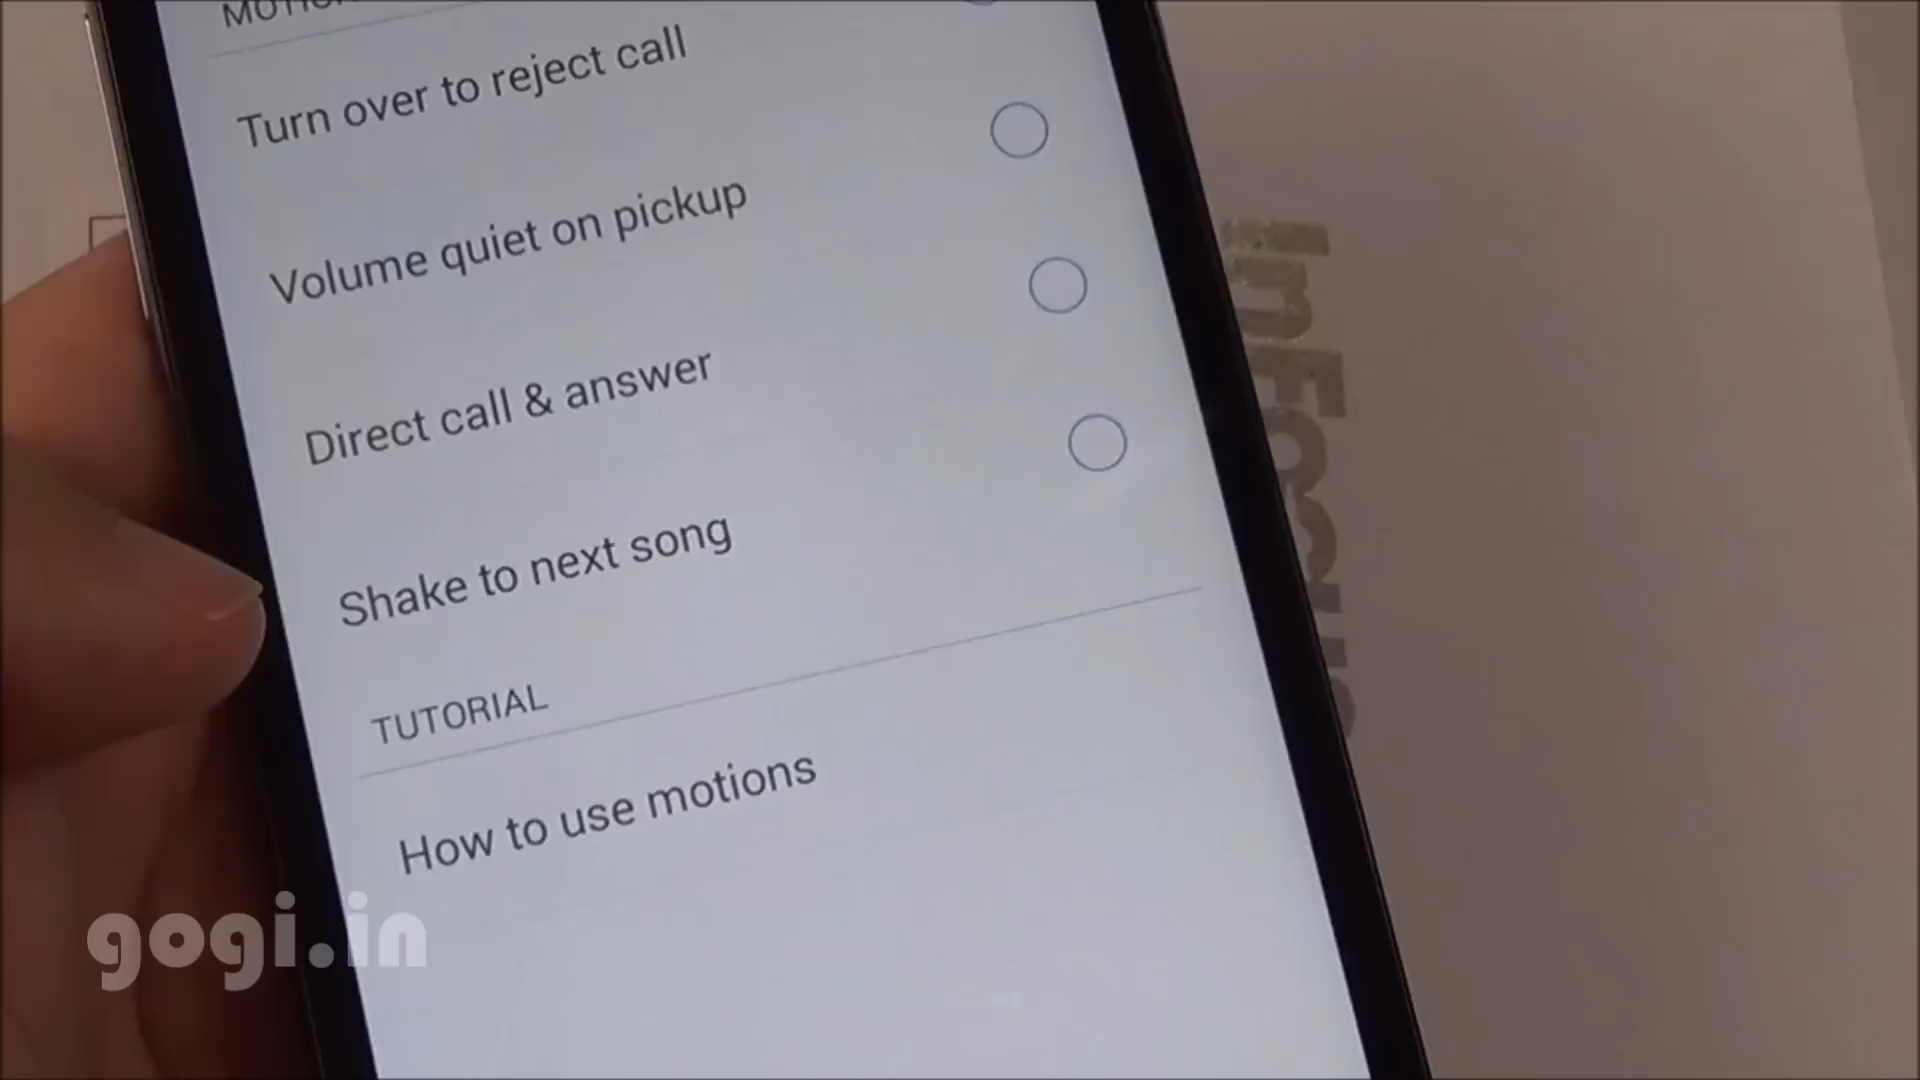 Turn over to reject call
Volume quiet on pickup
Direct call & answer
Shake to next song
TUTORIAL
How to use motions
InFocus
gogi.in